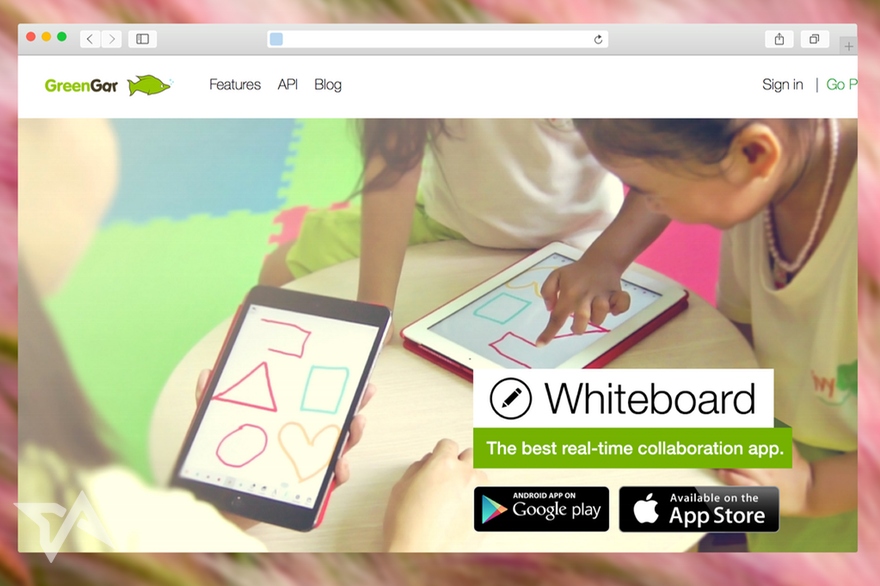 GreenGar
Features API Blog
Sign in | Go P
Whiteboard
The best real-time collaboration app.
ANDROID APP ON
Google play
Available on the
App Store